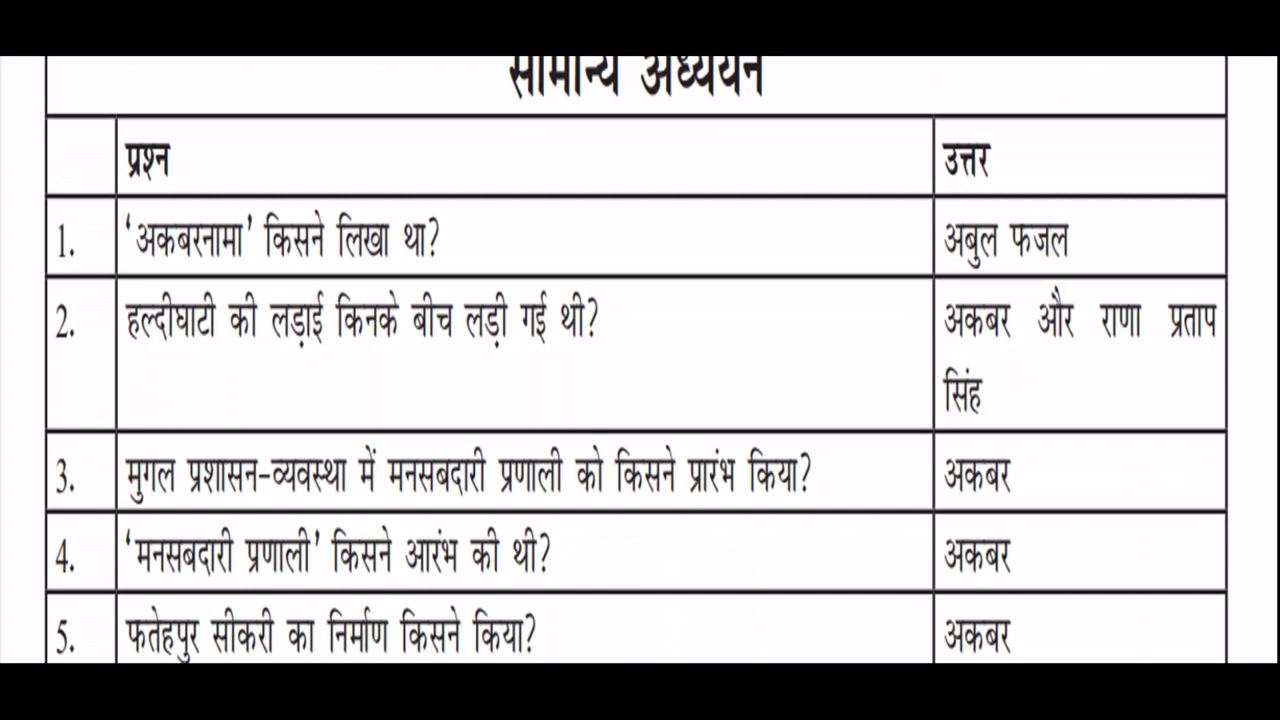 सामान्य अध्ययन
प्रश्न उत्तर
1. ‘अकबरनामा’ किसने लिखा था? अबुल फजल
2. हल्दीघाटी की लड़ाई किनके बीच लड़ी गई थी? अकबर और राणा प्रताप
सिंह
3. मुगल प्रशासन-व्यवस्था में मनसबदारी प्रणाली को किसने प्रारंभ किया? अकबर
4. ‘मनसबदारी प्रणाली’ किसने आरंभ की थी? अकबर
5. फतेहपुर सीकरी का निर्माण किसने किया? अकबर